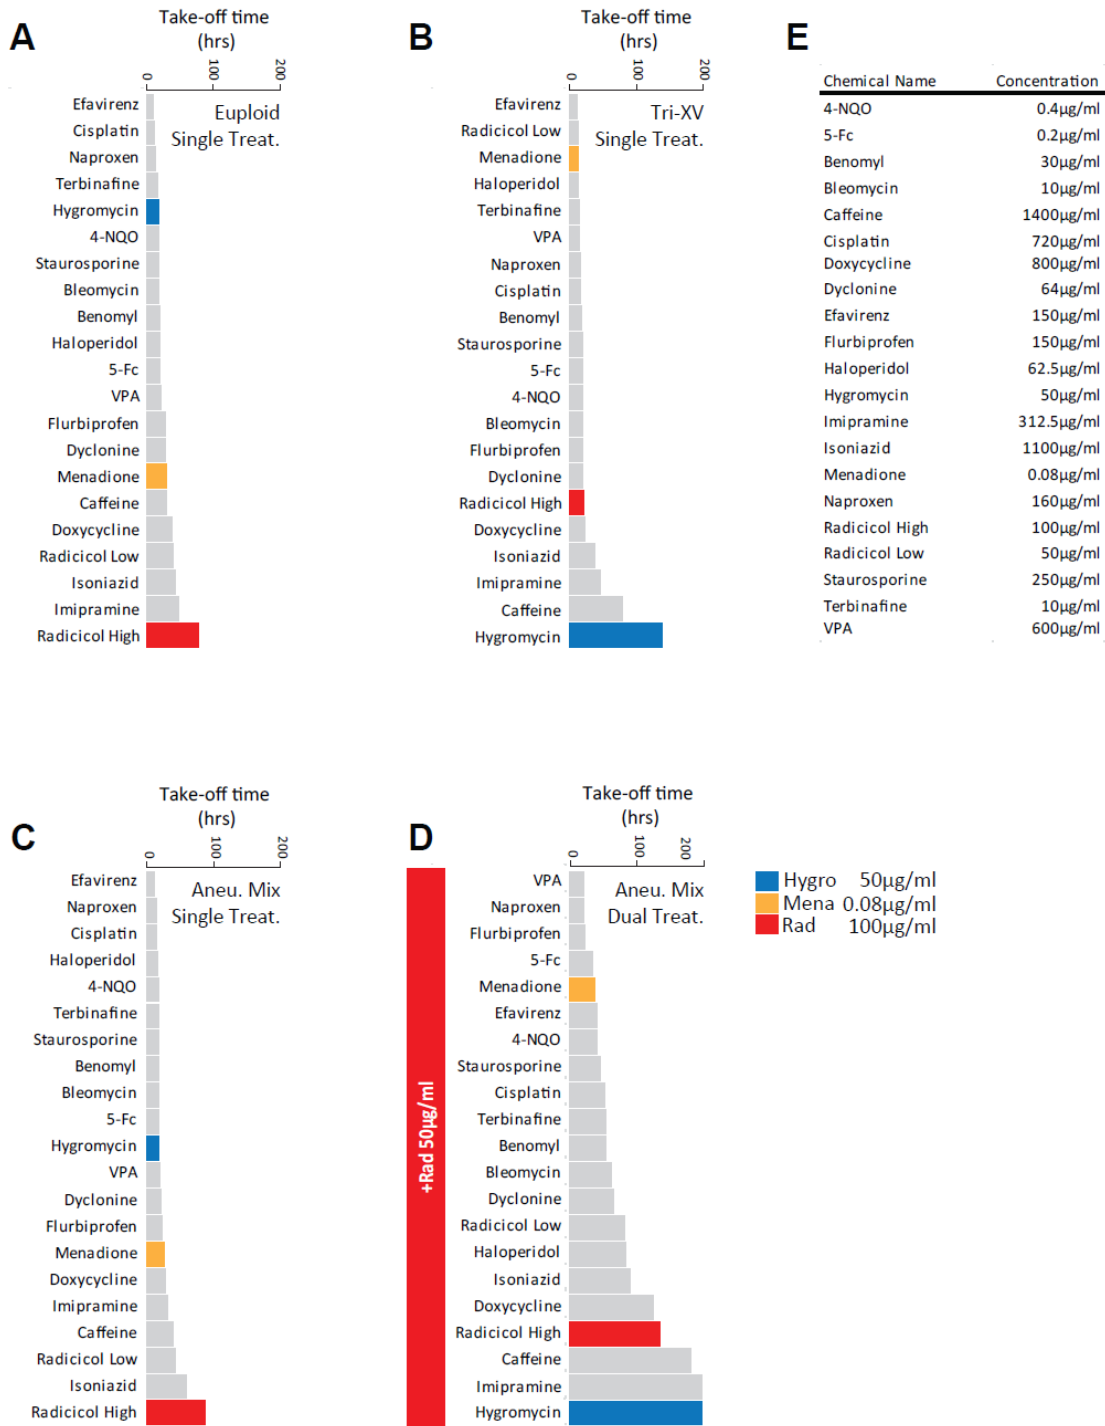 A
Take-off time
(hrs)
0 100 200
Euploid
Single Treat.
Efavirenz
Cisplatin
Naproxen
Terbinafine
Hygromycin
4-NQO
Staurosporine
Bleomycin
Benomyl
Haloperidol
5-Fc
VPA
Flurbiprofen
Dyclonine
Menadione
Caffeine
Doxycycline
Radicicol Low
Isoniazid
Imipramine
Radicicol High
B
Take-off time
(hrs)
0 100 200
Tri-XV
Single Treat.
Efavirenz
Radicicol Low
Menadione
Haloperidol
Terbinafine
VPA
Naproxen
Cisplatin
Benomyl
Staurosporine
5-Fc
4-NQO
Bleomycin
Flurbiprofen
Dyclonine
Radicicol High
Doxycycline
Isoniazid
Imipramine
Caffeine
Hygromycin
E
Chemical Name Concentration
4-NQO 0.4µg/ml
5-Fc 0.2µg/ml
Benomyl 30µg/ml
Bleomycin 10µg/ml
Caffeine 1400µg/ml
Cisplatin 720µg/ml
Doxycycline 800µg/ml
Dyclonine 64µg/ml
Efavirenz 150µg/ml
Flurbiprofen 150µg/ml
Haloperidol 62.5µg/ml
Hygromycin 50µg/ml
Imipramine 312.5µg/ml
Isoniazid 1100µg/ml
Menadione 0.08µg/ml
Naproxen 160µg/ml
Radicicol High 100µg/ml
Radicicol Low 50µg/ml
Staurosporine 250µg/ml
Terbinafine 10µg/ml
VPA 600µg/ml
C
Take-off time
(hrs)
0 100 200
Aneu. Mix
Single Treat.
Efavirenz
Naproxen
Cisplatin
Haloperidol
4-NQO
Terbinafine
Staurosporine
Benomyl
Bleomycin
5-Fc
Hygromycin
VPA
Dyclonine
Flurbiprofen
Menadione
Doxycycline
Imipramine
Caffeine
Radicicol Low
Isoniazid
Radicicol High
D
Take-off time
(hrs)
0 100 200
Aneu. Mix
Dual Treat.
+Rad 50µg/ml
VPA
Naproxen
Flurbiprofen
5-Fc
Menadione
Efavirenz
4-NQO
Staurosporine
Cisplatin
Terbinafine
Benomyl
Bleomycin
Dyclonine
Radicicol Low
Haloperidol
Isoniazid
Doxycycline
Radicicol High
Caffeine
Imipramine
Hygromycin
Hygro 50µg/ml
Mena 0.08µg/ml
Rad 100µg/ml